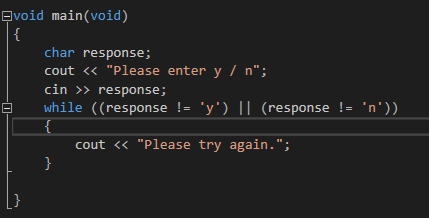 void main(void)
{
char response;
cout << "Please enter y / n";
cin >> response;
while ((response != 'y') || (response != 'n'))
{
cout << "Please try again.";
}
}